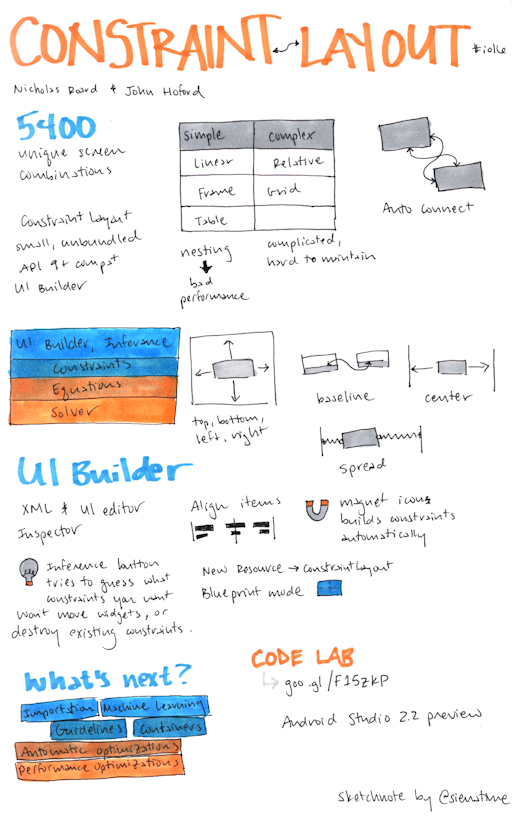 CONSTRAINT LAYOUT #io16
Nicholas Roard & John Hoford
5400
unique screen
combinations
Constraint Layout
small, unbundled
API 9+ compat
UI Builder
simple complex
Linear Relative
Frame Grid
Table
nesting
bad
performance
complicated,
hard to maintain
Auto Connect
UI Builder, Inference
Constraints
Equations
Solver
top, bottom,
left, right
baseline
center
spread
UI Builder
XML & UI editor
Inspector
Inference button
tries to guess what
constraints you want
Won't move widgets, or
destroy existing constraints.
Align items
magnet icon
builds constraints
automatically
New Resource → ConstraintLayout
Blueprint mode
What's next?
Importation Machine Learning
Guidelines Containers
Automatic optimizations
Performance optimizations
CODE LAB
goo.gl/F15ZKP
Android Studio 2.2 preview
Sketchnote by